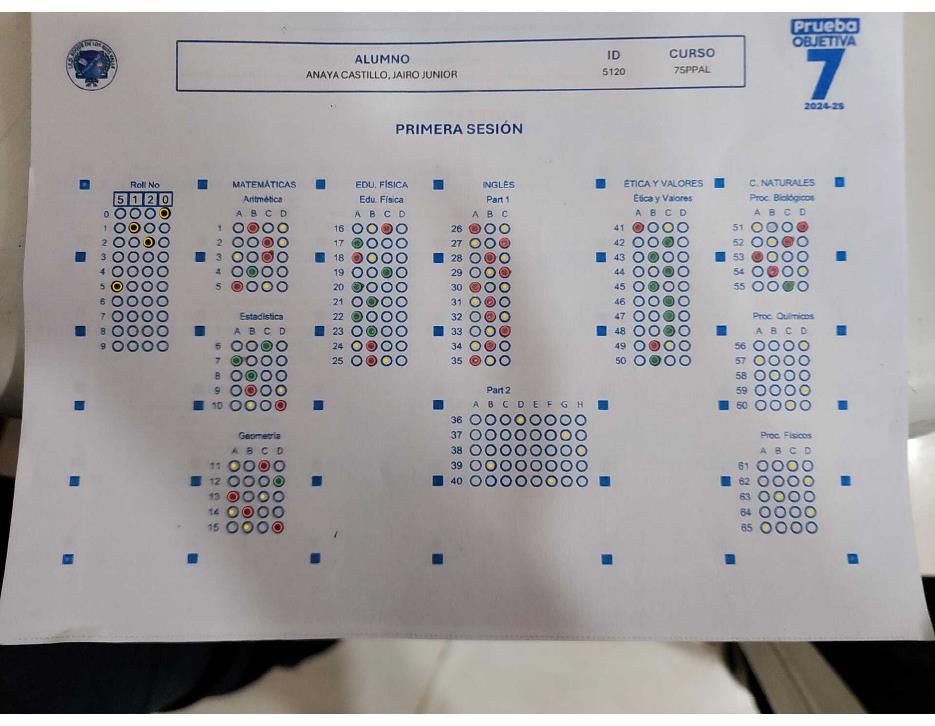 Prueba
OBJETIVA
7
2024-25
ALUMNO ID CURSO
ANAYA CASTILLO, JAIRO JUNIOR 5120 75PPAL
PRIMERA SESIÓN
Roll No
5 1 2 0
0
1
2
3
4
5
6
7
8
9
MATEMÁTICAS
Aritmética
A B C D
1
2
3
4
5
Estadística
A B C D
6
7
8
9
10
Geometría
A B C D
11
12
13
14
15
EDU. FÍSICA
Edu. Física
A B C D
16
17
18
19
20
21
22
23
24
25
INGLÉS
Part 1
A B C
26
27
28
29
30
31
32
33
34
35
Part 2
A B C D E F G H
36
37
38
39
40
ÉTICA Y VALORES
Ética y Valores
A B C D
41
42
43
44
45
46
47
48
49
50
C. NATURALES
Proc. Biológicos
A B C D
51
52
53
54
55
Proc. Químicos
A B C D
56
57
58
59
60
Proc. Físicos
A B C D
61
62
63
64
65